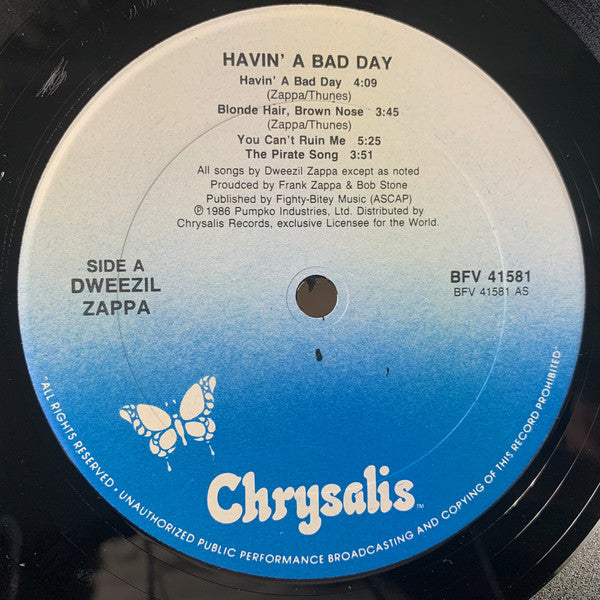 HAVIN' A BAD DAY
Havin' A Bad Day 4:09
(Zappa/Thunes)
Blonde Hair, Brown Nose 3:45
(Zappa/Thunes)
You Can't Ruin Me 5:25
The Pirate Song 3:51
All songs by Dweezil Zappa except as noted
Proudced by Frank Zappa & Bob Stone
Published by Fighty-Bitey Music (ASCAP)
℗ 1986 Pumpko Industries, Ltd. Distributed by
Chrysalis Records, exclusive Licensee for the World.
SIDE A
DWEEZIL
ZAPPA
BFV 41581
BFV 41581 AS
Chrysalis™
"ALL RIGHTS RESERVED • UNAUTHORIZED PUBLIC PERFORMANCE BROADCASTING AND COPYING OF THIS RECORD PROHIBITED"